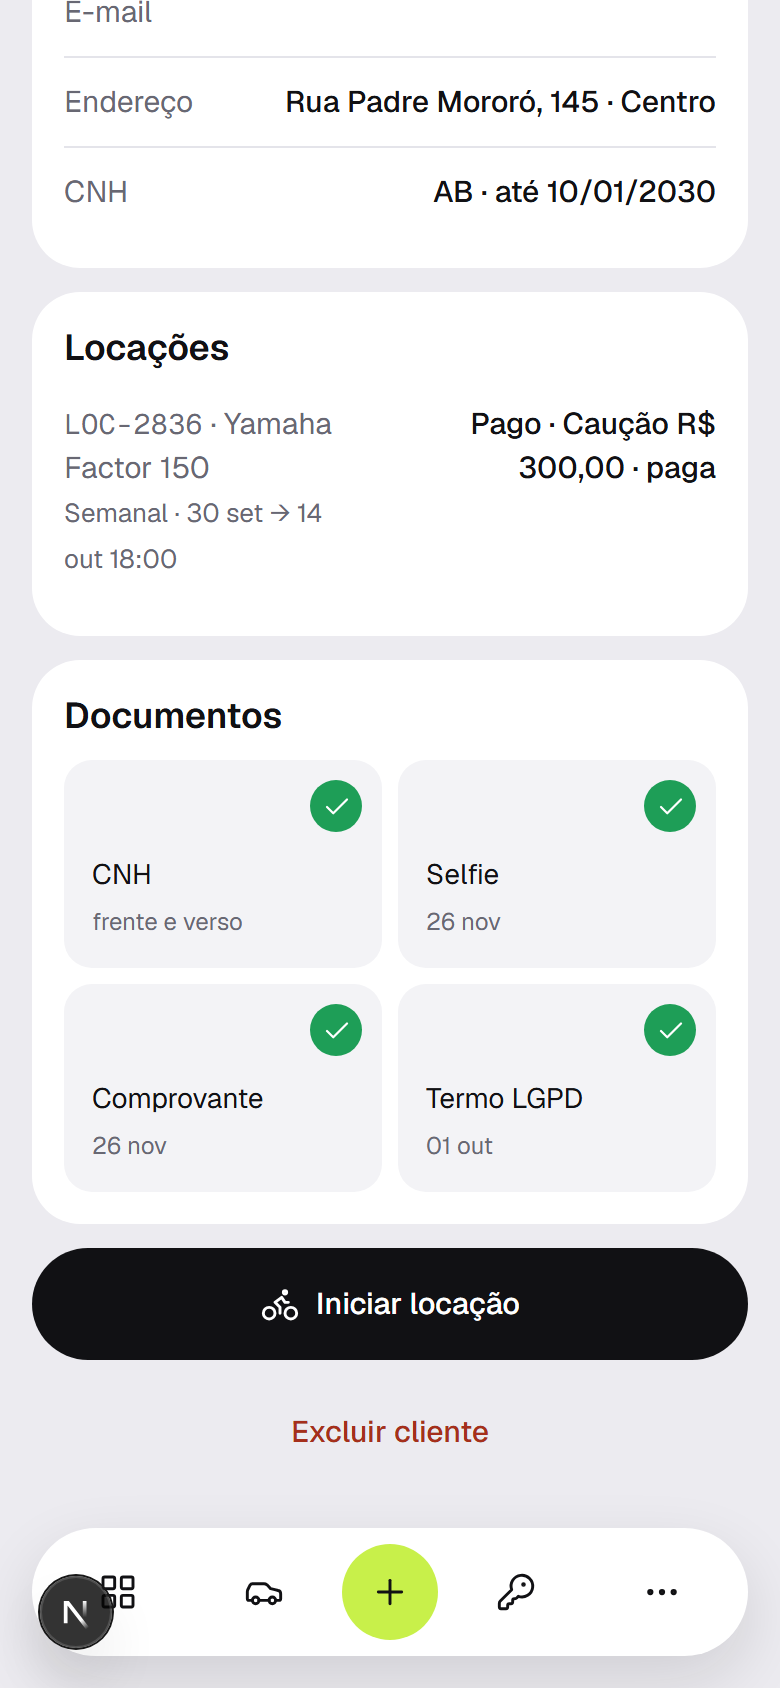 E-mail
Endereço Rua Padre Mororó, 145 · Centro
CNH AB · até 10/01/2030
Locações
LOC-2836 · Yamaha Pago · Caução R$
Factor 150 300,00 · paga
Semanal · 30 set → 14
out 18:00
Documentos
CNH Selfie
frente e verso 26 nov
Comprovante Termo LGPD
26 nov 01 out
Iniciar locação
Excluir cliente
N